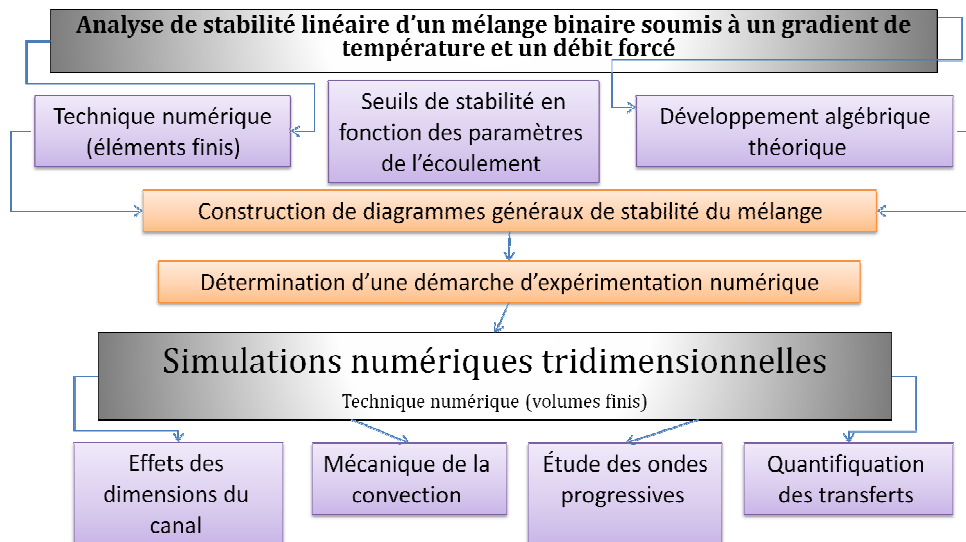 Analyse de stabilité linéaire d'un mélange binaire soumis à un gradient de
température et un débit forcé
Technique numérique
(éléments finis)
Seuils de stabilité en
fonction des paramètres
de l'écoulement
Développement algébrique
théorique
Construction de diagrammes généraux de stabilité du mélange
Détermination d'une démarche d'expérimentation numérique
Simulations numériques tridimensionnelles
Technique numérique (volumes finis)
Effets des
dimensions du
canal
Mécanique de la
convection
Étude des ondes
progressives
Quantifiquation
des transferts